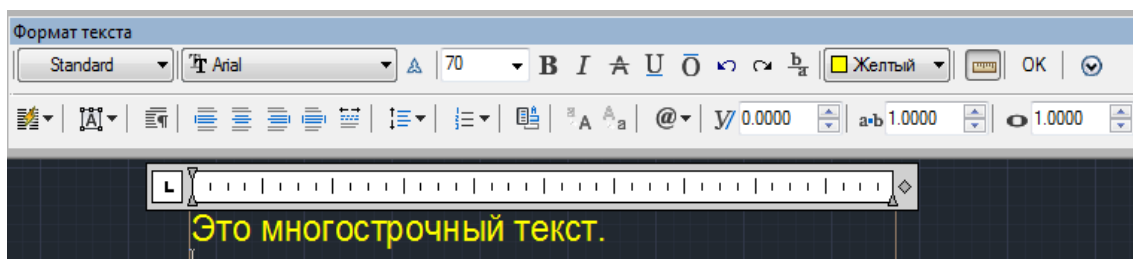 Формат текста
Standard Arial 70 B I A U O b/a Желтый OK
A A a @ 0.0000 a•b 1.0000 O 1.0000
L
Это многострочный текст.